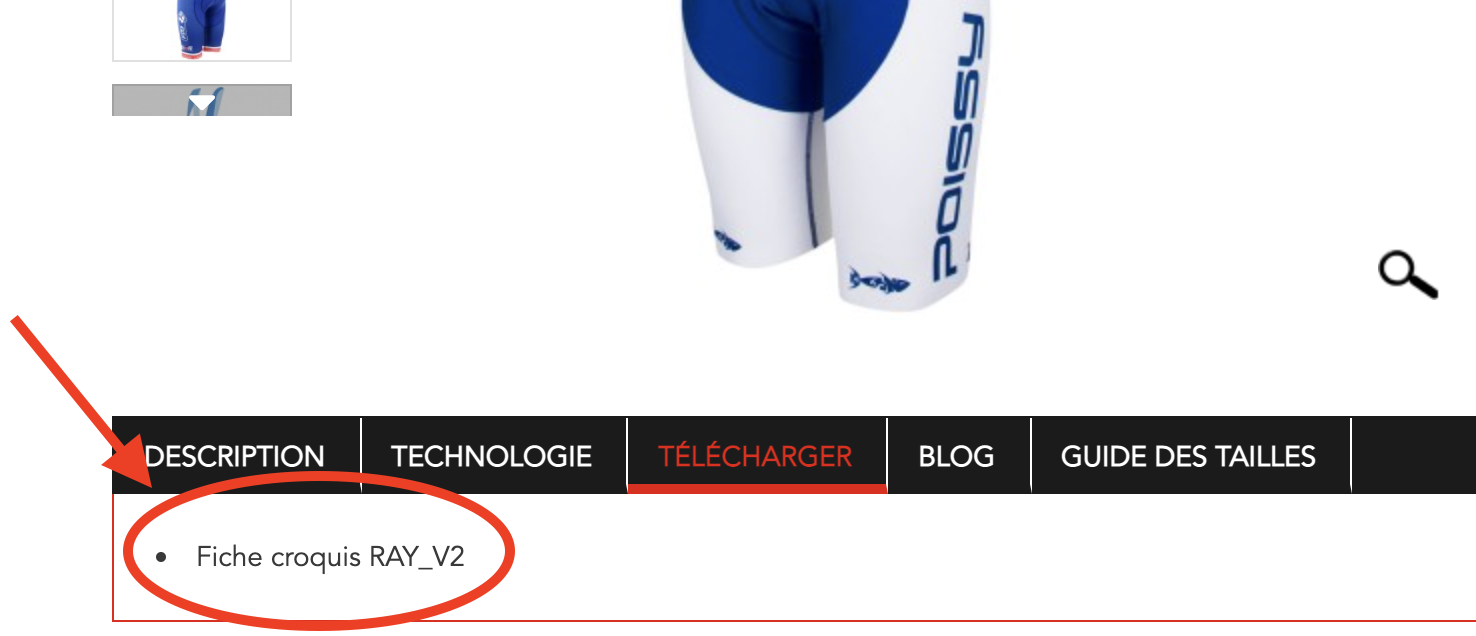 POISSY
DESCRIPTION
TECHNOLOGIE
TÉLÉCHARGER
BLOG
GUIDE DES TAILLES
• Fiche croquis RAY_V2